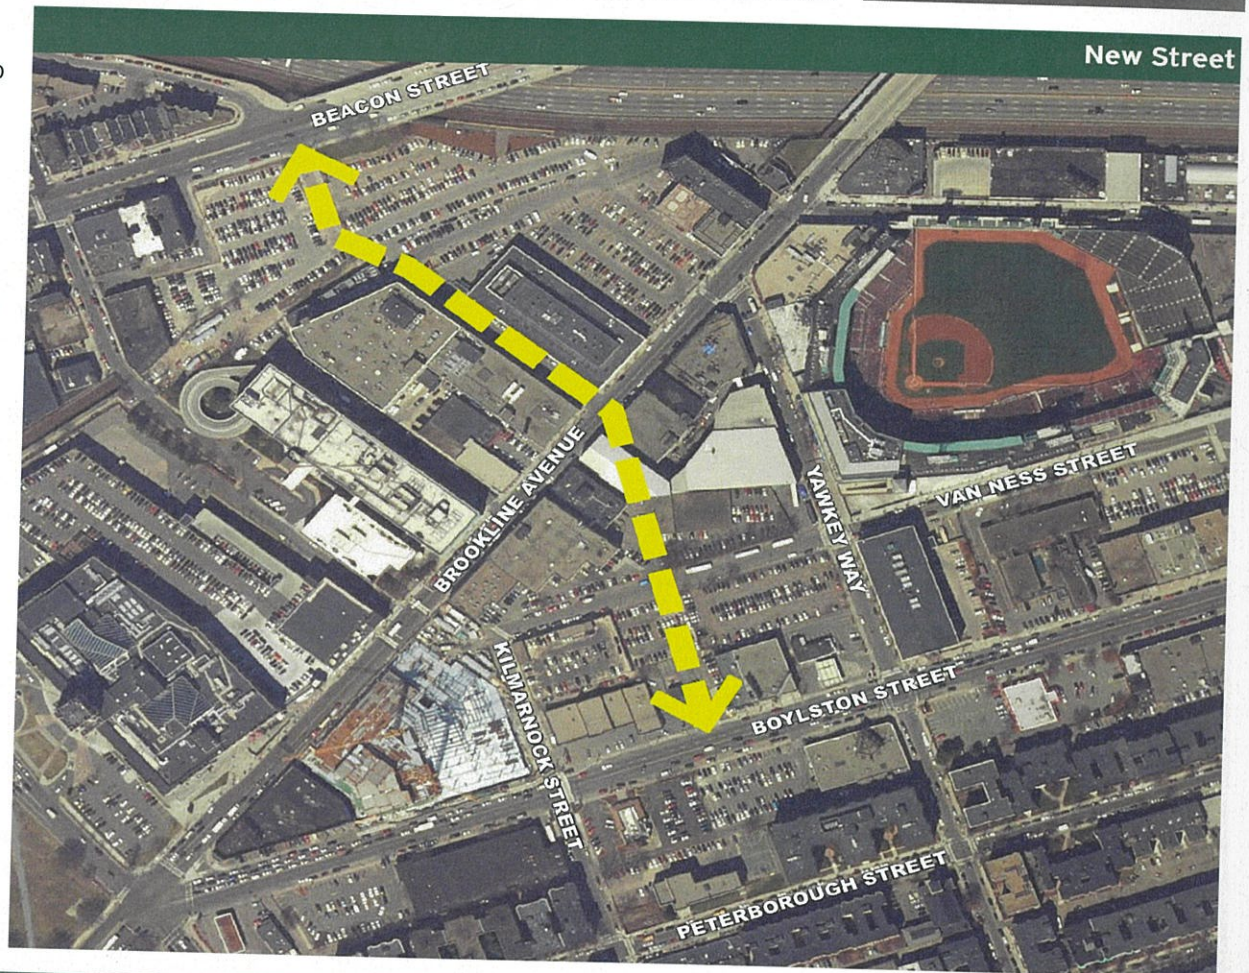 New Street
BEACON STREET
BROOKLINE AVENUE
YAWKEY WAY
VAN NESS STREET
KILMARNOCK STREET
BOYLSTON STREET
PETERBOROUGH STREET